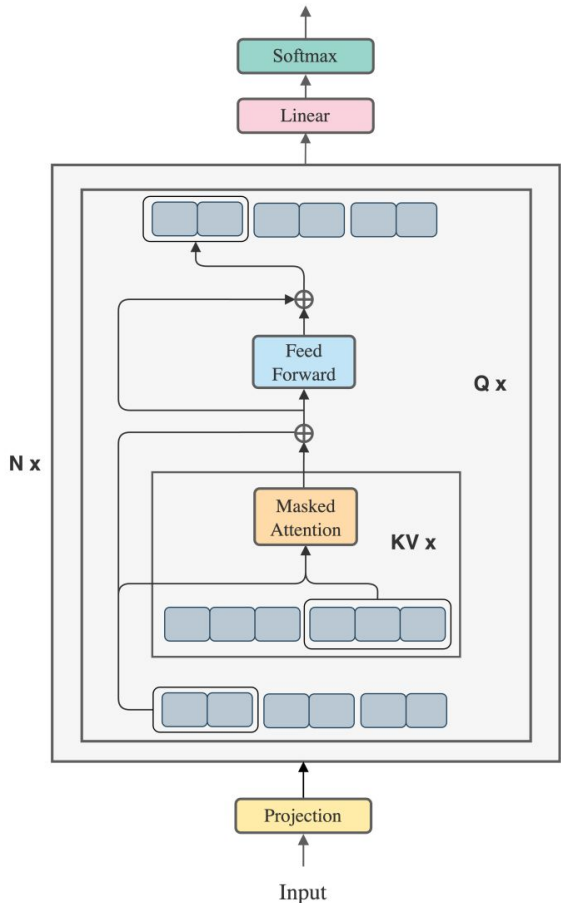 Softmax
Linear
Feed
Forward
Q x
N x
Masked
Attention
KV x
Projection
Input